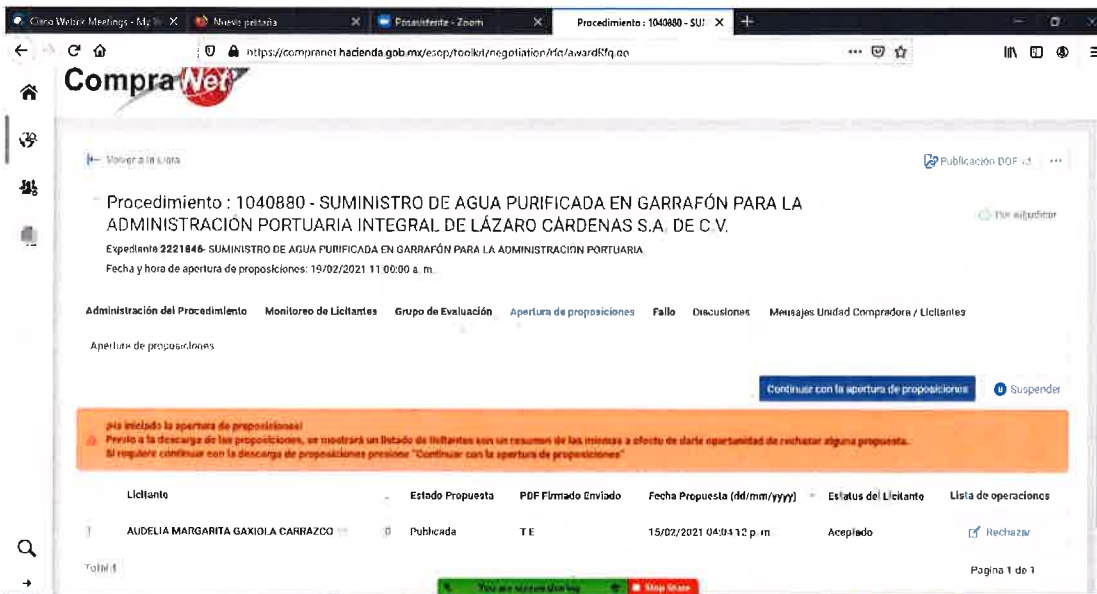 Cisco Webex Meetings - My
Nueva pestaña
Posasistente - Zoom
Procedimiento : 1040880 - SU
https://compranet.hacienda.gob.mx/esop/toolkit/negotiation/rfq/awardRfq.do
CompraNet
Volver a la Lista
Publicación DOF
Procedimiento : 1040880 - SUMINISTRO DE AGUA PURIFICADA EN GARRAFÓN PARA LA
ADMINISTRACIÓN PORTUARIA INTEGRAL DE LÁZARO CÁRDENAS S.A. DE C.V.
Por adjudicar
Expediente 2221846- SUMINISTRO DE AGUA PURIFICADA EN GARRAFÓN PARA LA ADMINISTRACIÓN PORTUARIA
Fecha y hora de apertura de proposiciones: 19/02/2021 11:00:00 a. m.
Administración del Procedimiento Monitoreo de Licitantes Grupo de Evaluación Apertura de proposiciones Fallo Discusiones Mensajes Unidad Compradora / Licitantes
Apertura de proposiciones
Continuar con la apertura de proposiciones
Suspender
¡Ha iniciado la apertura de proposiciones!
Previo a la descarga de las proposiciones, se mostrará un listado de licitantes con un resumen de las mismas a efecto de darle oportunidad de rechazar alguna propuesta.
Si requiere continuar con la descarga de proposiciones presione "Continuar con la apertura de proposiciones"
Licitante Estado Propuesta PDF Firmado Enviado Fecha Propuesta (dd/mm/yyyy) Estatus del Licitante Lista de operaciones
1 AUDELIA MARGARITA GAXIOLA CARRAZCO 0 Publicada T E 15/02/2021 04:04:12 p. m. Aceptado Rechazar
Total 1
Pagina 1 de 1
You are screen sharing
Stop Share